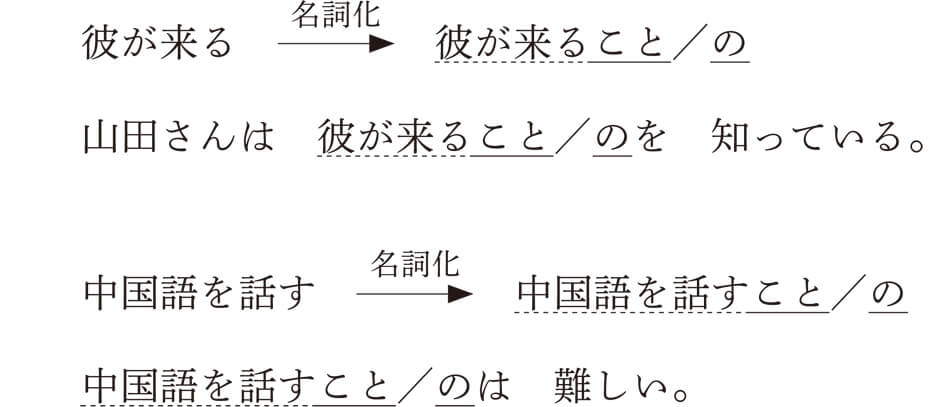 名詞化
彼が来る　→　彼が来ること／の
山田さんは　彼が来ること／のを　知っている。
名詞化
中国語を話す　→　中国語を話すこと／の
中国語を話すこと／のは　難しい。